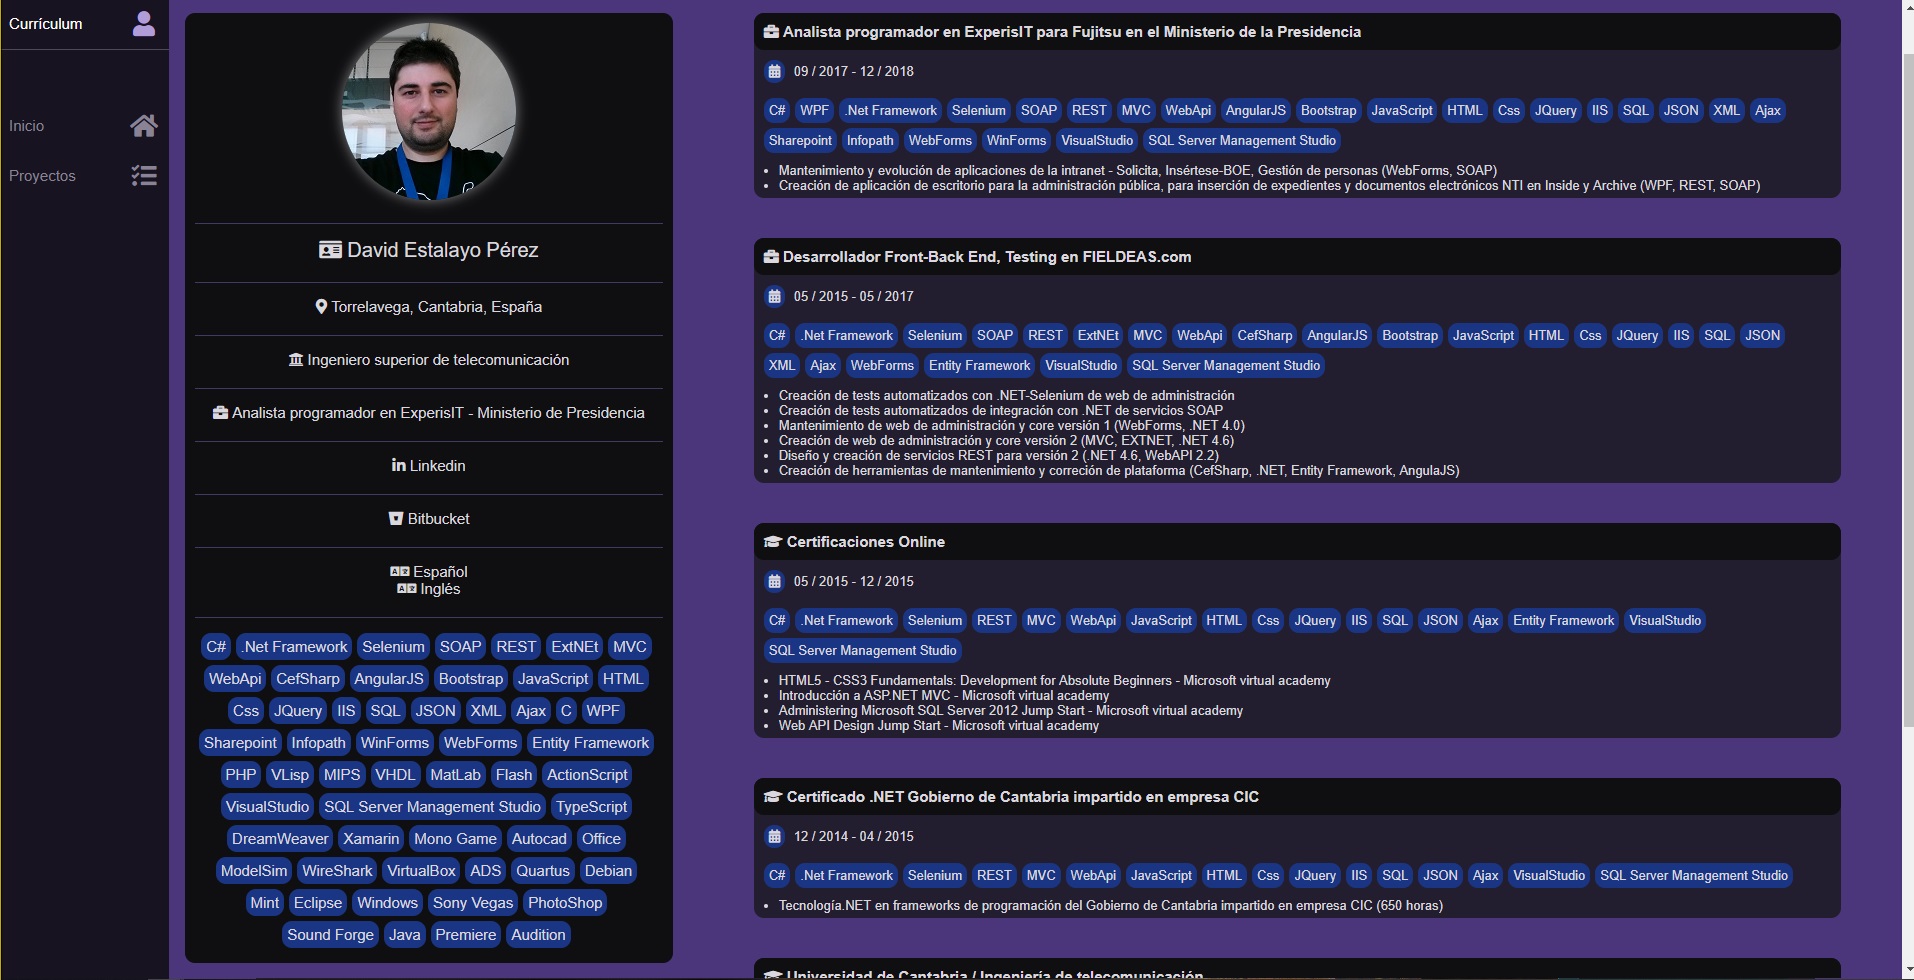 Currículum
Inicio
Proyectos
David Estalayo Pérez
Torrelavega, Cantabria, España
Ingeniero superior de telecomunicación
Analista programador en ExperisIT - Ministerio de Presidencia
Linkedin
Bitbucket
Español
Inglés
C# .Net Framework Selenium SOAP REST ExtNEt MVC
WebApi CefSharp AngularJS Bootstrap JavaScript HTML
Css JQuery IIS SQL JSON XML Ajax C WPF
Sharepoint Infopath WinForms WebForms Entity Framework
PHP VLisp MIPS VHDL MatLab Flash ActionScript
VisualStudio SQL Server Management Studio TypeScript
DreamWeaver Xamarin Mono Game Autocad Office
ModelSim WireShark VirtualBox ADS Quartus Debian
Mint Eclipse Windows Sony Vegas PhotoShop
Sound Forge Java Premiere Audition
Analista programador en ExperisIT para Fujitsu en el Ministerio de la Presidencia
09 / 2017 - 12 / 2018
C# WPF .Net Framework Selenium SOAP REST MVC WebApi AngularJS Bootstrap JavaScript HTML Css JQuery IIS SQL JSON XML Ajax
Sharepoint Infopath WebForms WinForms VisualStudio SQL Server Management Studio
• Mantenimiento y evolución de aplicaciones de la intranet - Solicita, Insértese-BOE, Gestión de personas (WebForms, SOAP)
• Creación de aplicación de escritorio para la administración pública, para inserción de expedientes y documentos electrónicos NTI en Inside y Archive (WPF, REST, SOAP)
Desarrollador Front-Back End, Testing en FIELDEAS.com
05 / 2015 - 05 / 2017
C# .Net Framework Selenium SOAP REST ExtNEt MVC WebApi CefSharp AngularJS Bootstrap JavaScript HTML Css JQuery IIS SQL JSON
XML Ajax WebForms Entity Framework VisualStudio SQL Server Management Studio
• Creación de tests automatizados con .NET-Selenium de web de administración
• Creación de tests automatizados de integración con .NET de servicios SOAP
• Mantenimiento de web de administración y core versión 1 (WebForms, .NET 4.0)
• Creación de web de administración y core versión 2 (MVC, EXTNET, .NET 4.6)
• Diseño y creación de servicios REST para versión 2 (.NET 4.6, WebAPI 2.2)
• Creación de herramientas de mantenimiento y correción de plataforma (CefSharp, .NET, Entity Framework, AngulaJS)
Certificaciones Online
05 / 2015 - 12 / 2015
C# .Net Framework Selenium REST MVC WebApi JavaScript HTML Css JQuery IIS SQL JSON Ajax Entity Framework VisualStudio
SQL Server Management Studio
• HTML5 - CSS3 Fundamentals: Development for Absolute Beginners - Microsoft virtual academy
• Introducción a ASP.NET MVC - Microsoft virtual academy
• Administering Microsoft SQL Server 2012 Jump Start - Microsoft virtual academy
• Web API Design Jump Start - Microsoft virtual academy
Certificado .NET Gobierno de Cantabria impartido en empresa CIC
12 / 2014 - 04 / 2015
C# .Net Framework Selenium REST MVC WebApi JavaScript HTML Css JQuery IIS SQL JSON Ajax VisualStudio SQL Server Management Studio
• Tecnología.NET en frameworks de programación del Gobierno de Cantabria impartido en empresa CIC (650 horas)
Universidad de Cantabria / Ingeniería de telecomunicación